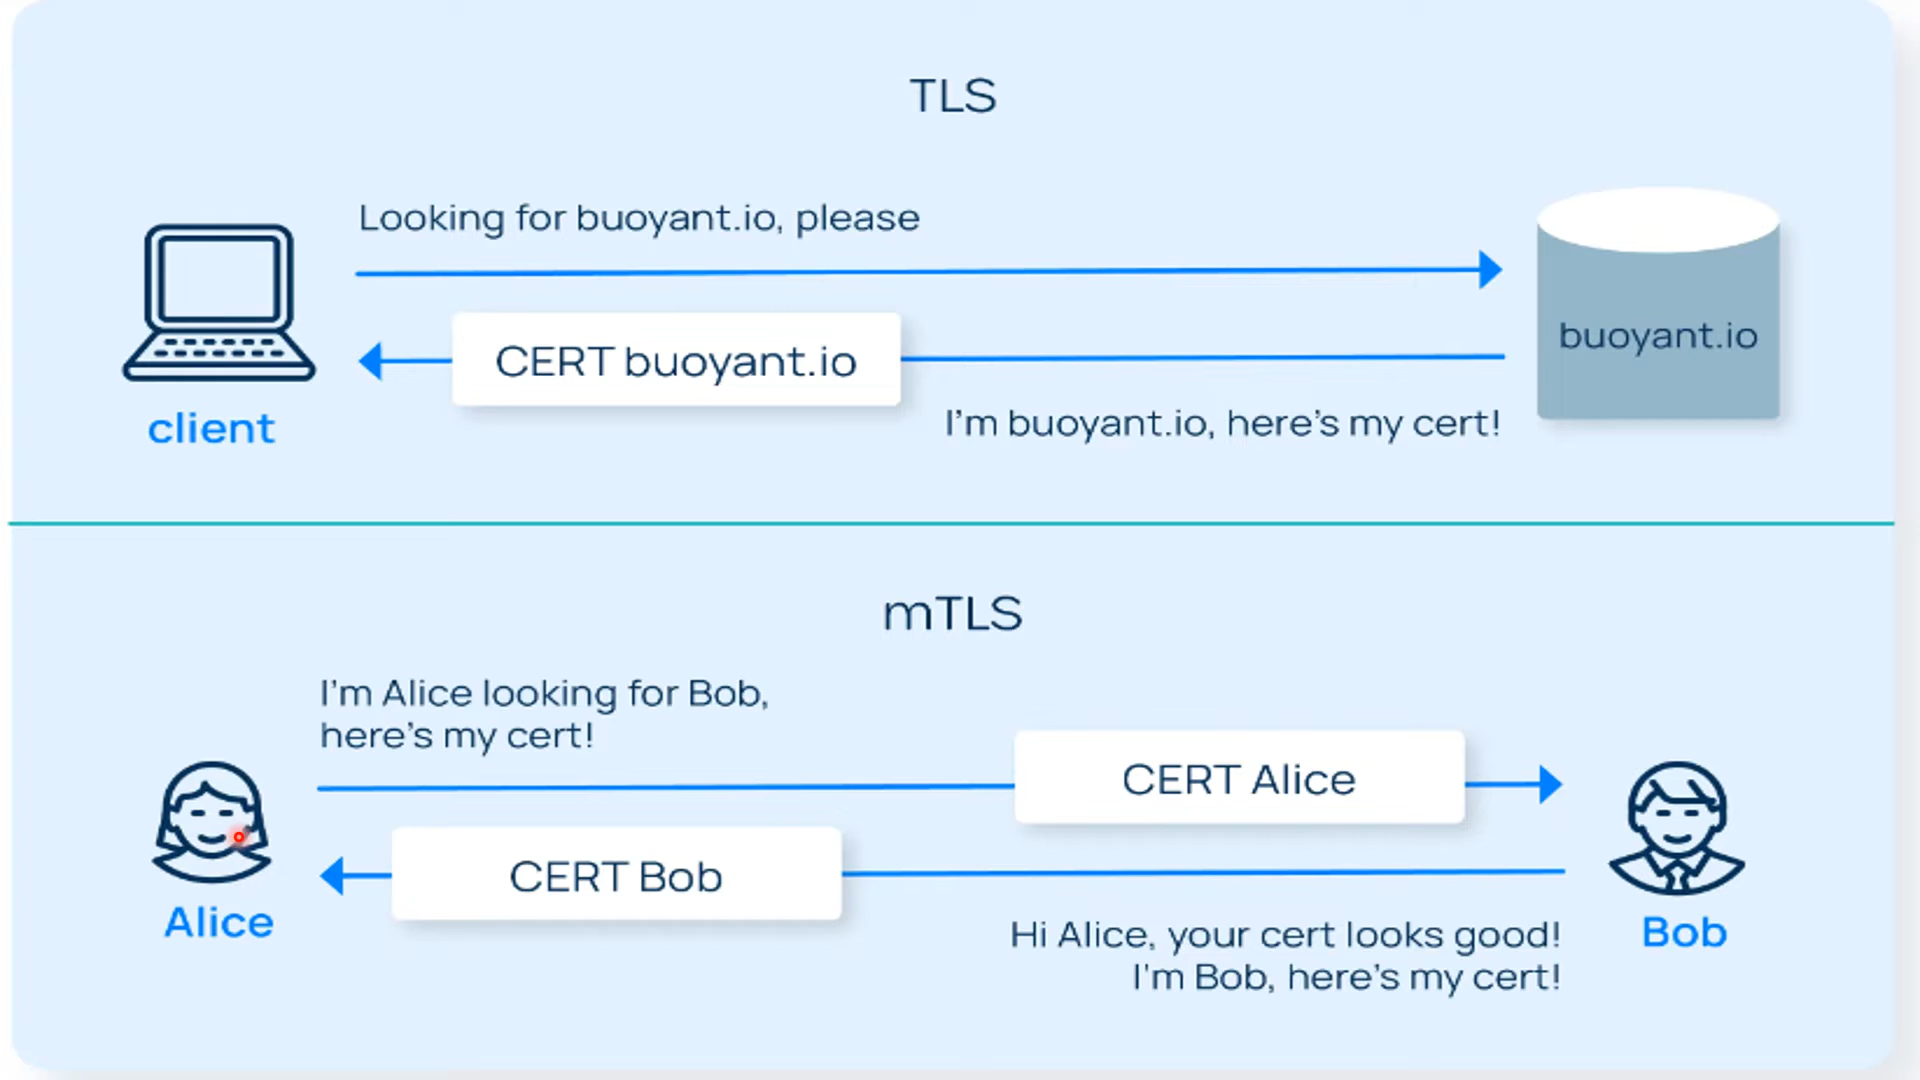 TLS
Looking for buoyant.io, please
CERT buoyant.io
buoyant.io
I'm buoyant.io, here's my cert!
client
mTLS
I'm Alice looking for Bob,
here's my cert!
CERT Alice
CERT Bob
Alice
Hi Alice, your cert looks good!
I'm Bob, here's my cert!
Bob